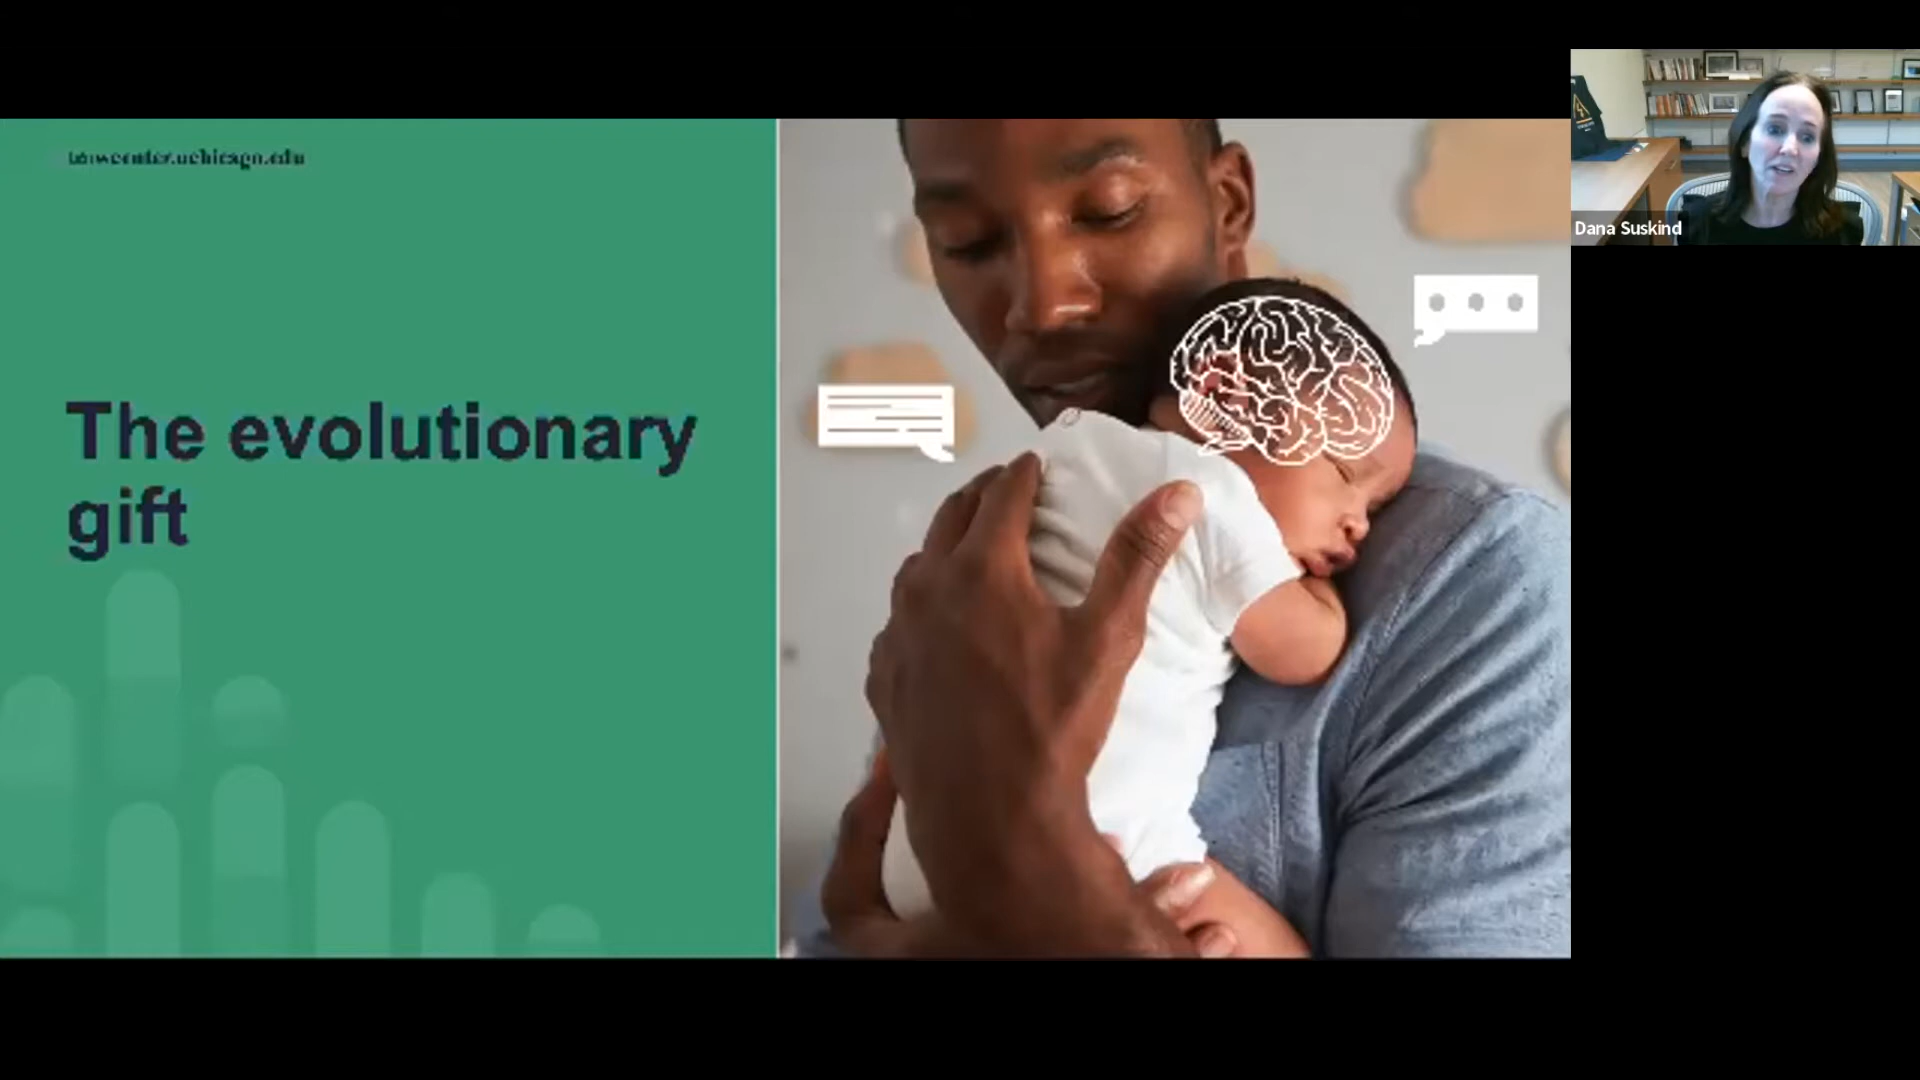 The evolutionary
gift
Dana Suskind